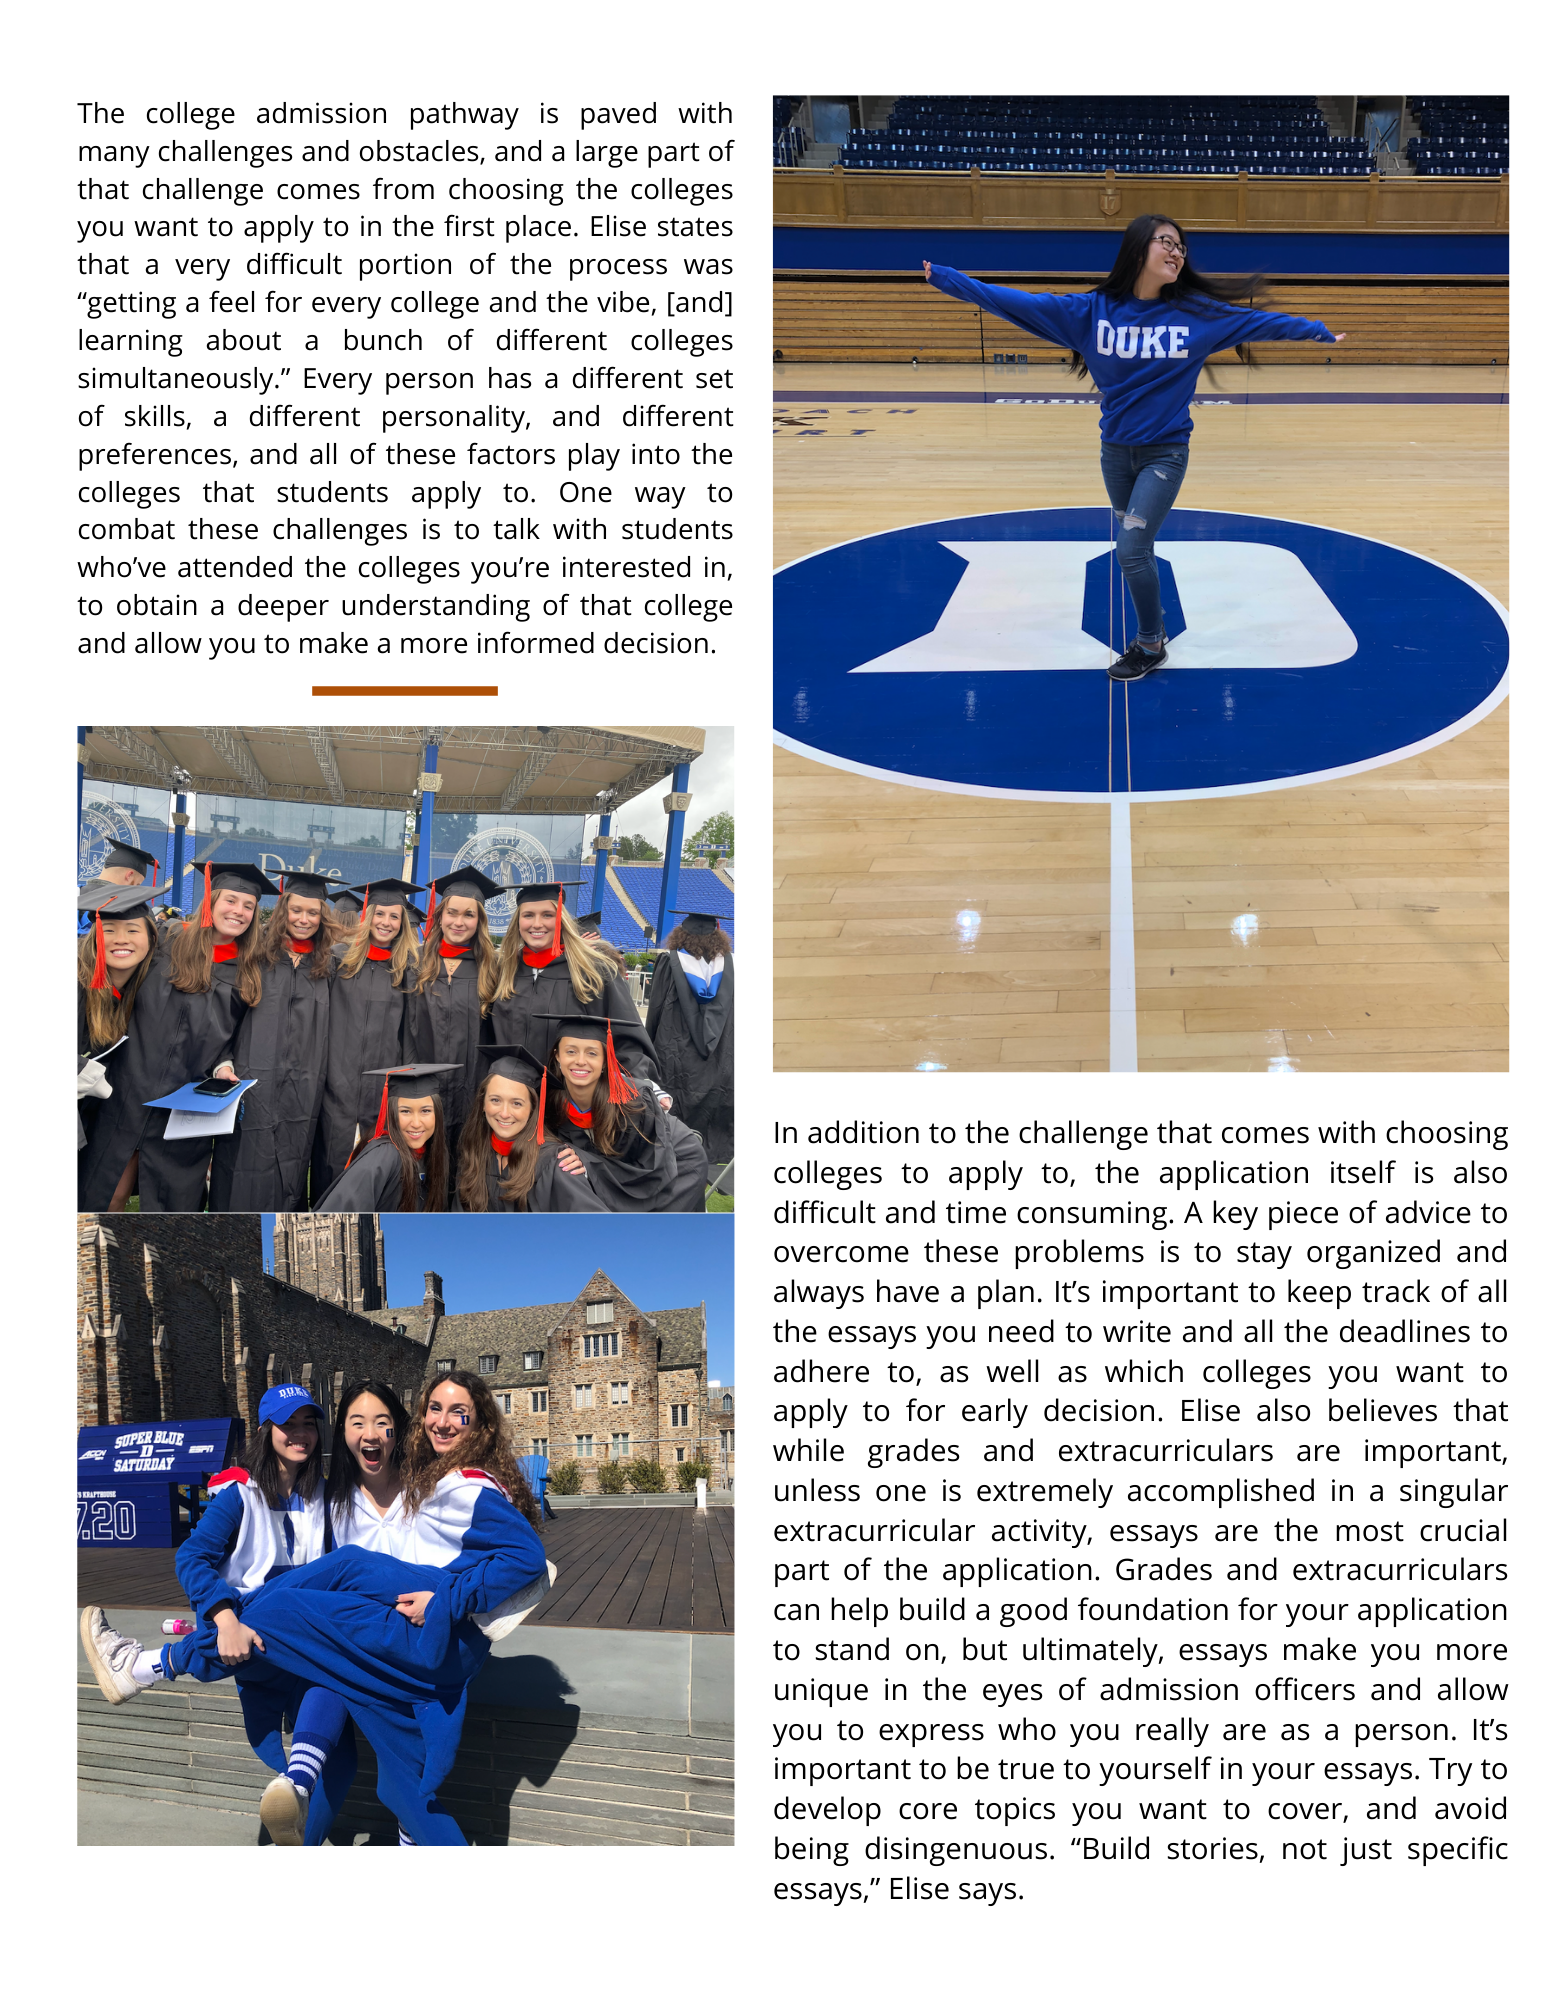 The college admission pathway is paved with
many challenges and obstacles, and a large part of
that challenge comes from choosing the colleges
you want to apply to in the first place. Elise states
that a very difficult portion of the process was
“getting a feel for every college and the vibe, [and]
learning about a bunch of different colleges
simultaneously.” Every person has a different set
of skills, a different personality, and different
preferences, and all of these factors play into the
colleges that students apply to. One way to
combat these challenges is to talk with students
who’ve attended the colleges you’re interested in,
to obtain a deeper understanding of that college
and allow you to make a more informed decision.
Duke
DUKE
SUPER BLUE
D
SATURDAY
ACCN
ESPN
7.20
17
DUKE
D
In addition to the challenge that comes with choosing
colleges to apply to, the application itself is also
difficult and time consuming. A key piece of advice to
overcome these problems is to stay organized and
always have a plan. It’s important to keep track of all
the essays you need to write and all the deadlines to
adhere to, as well as which colleges you want to
apply to for early decision. Elise also believes that
while grades and extracurriculars are important,
unless one is extremely accomplished in a singular
extracurricular activity, essays are the most crucial
part of the application. Grades and extracurriculars
can help build a good foundation for your application
to stand on, but ultimately, essays make you more
unique in the eyes of admission officers and allow
you to express who you really are as a person. It’s
important to be true to yourself in your essays. Try to
develop core topics you want to cover, and avoid
being disingenuous. “Build stories, not just specific
essays,” Elise says.